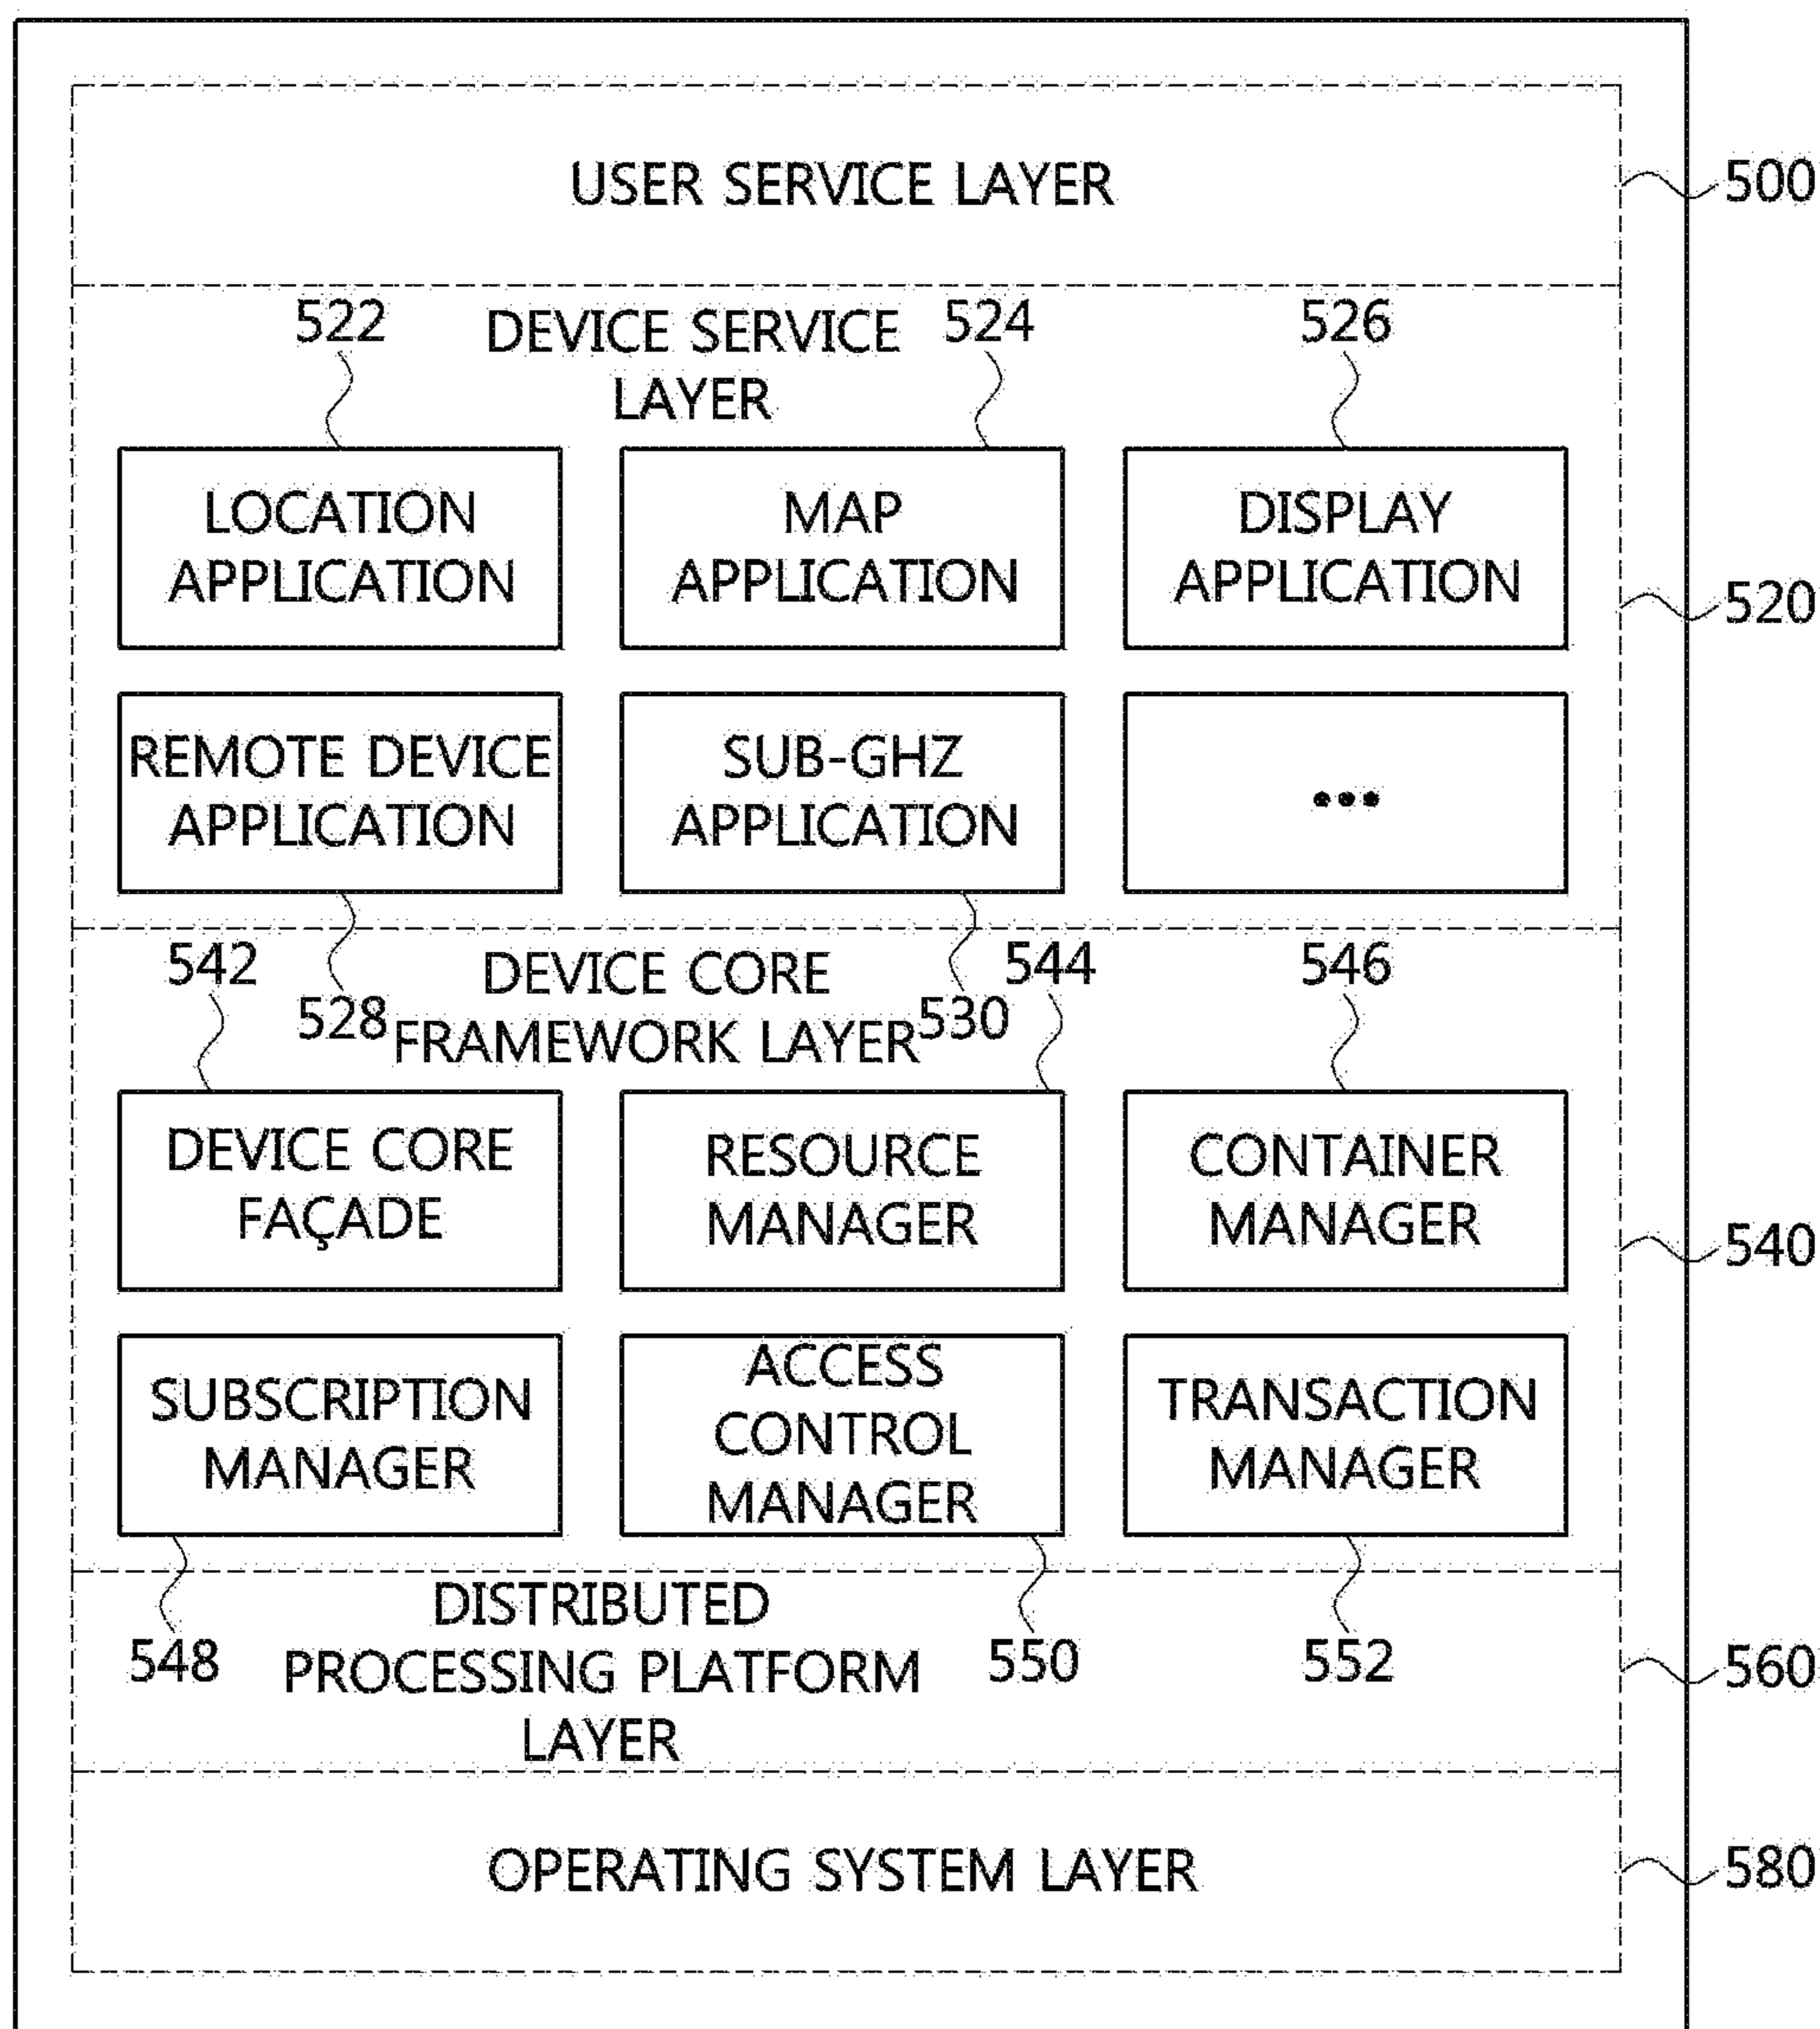 USER SERVICE LAYER
500
522
DEVICE SERVICE
LAYER
524
526
LOCATION
APPLICATION
MAP
APPLICATION
DISPLAY
APPLICATION
520
REMOTE DEVICE
APPLICATION
SUB-GHZ
APPLICATION
•••
542
528
DEVICE CORE
FRAMEWORK LAYER
530
544
546
DEVICE CORE
FAÇADE
RESOURCE
MANAGER
CONTAINER
MANAGER
540
SUBSCRIPTION
MANAGER
ACCESS
CONTROL
MANAGER
TRANSACTION
MANAGER
548
DISTRIBUTED
PROCESSING PLATFORM
LAYER
550
552
560
OPERATING SYSTEM LAYER
580